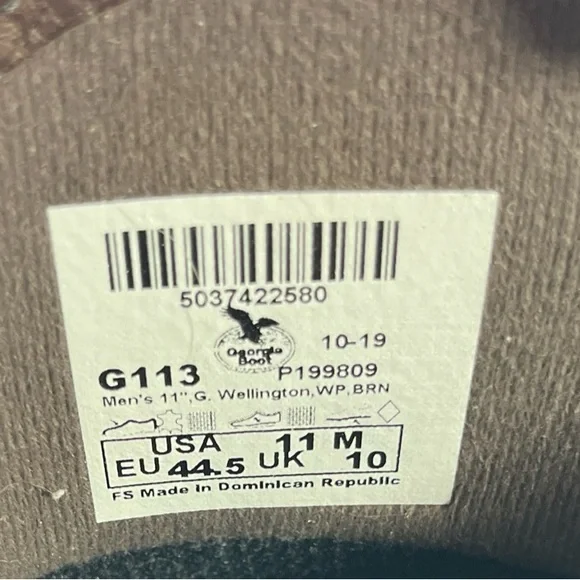 5037422580
Georgia
Boot
10-19
G113
P199809
Men's 11",G. Wellington,WP,BRN
USA 11 M
EU 44.5 UK 10
FS Made in Dominican Republic